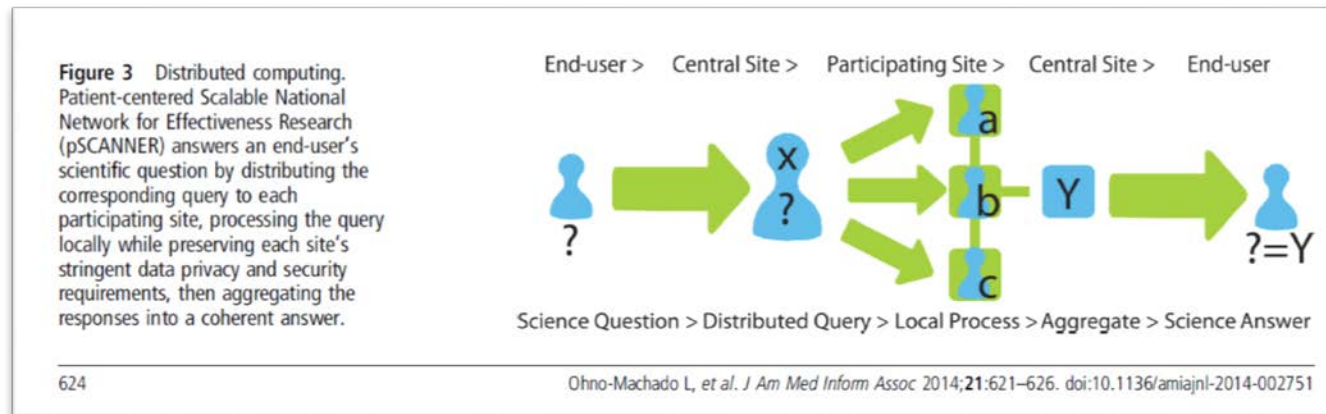 Figure 3 Distributed computing.
Patient-centered Scalable National
Network for Effectiveness Research
(pSCANNER) answers an end-user's
scientific question by distributing the
corresponding query to each
participating site, processing the query
locally while preserving each site's
stringent data privacy and security
requirements, then aggregating the
responses into a coherent answer.
End-user > Central Site > Participating Site > Central Site > End-user
a
x
? b Y
? ?=Y
c
Science Question > Distributed Query > Local Process > Aggregate > Science Answer
624 Ohno-Machado L, et al. J Am Med Inform Assoc 2014;21:621–626. doi:10.1136/amiajnl-2014-002751